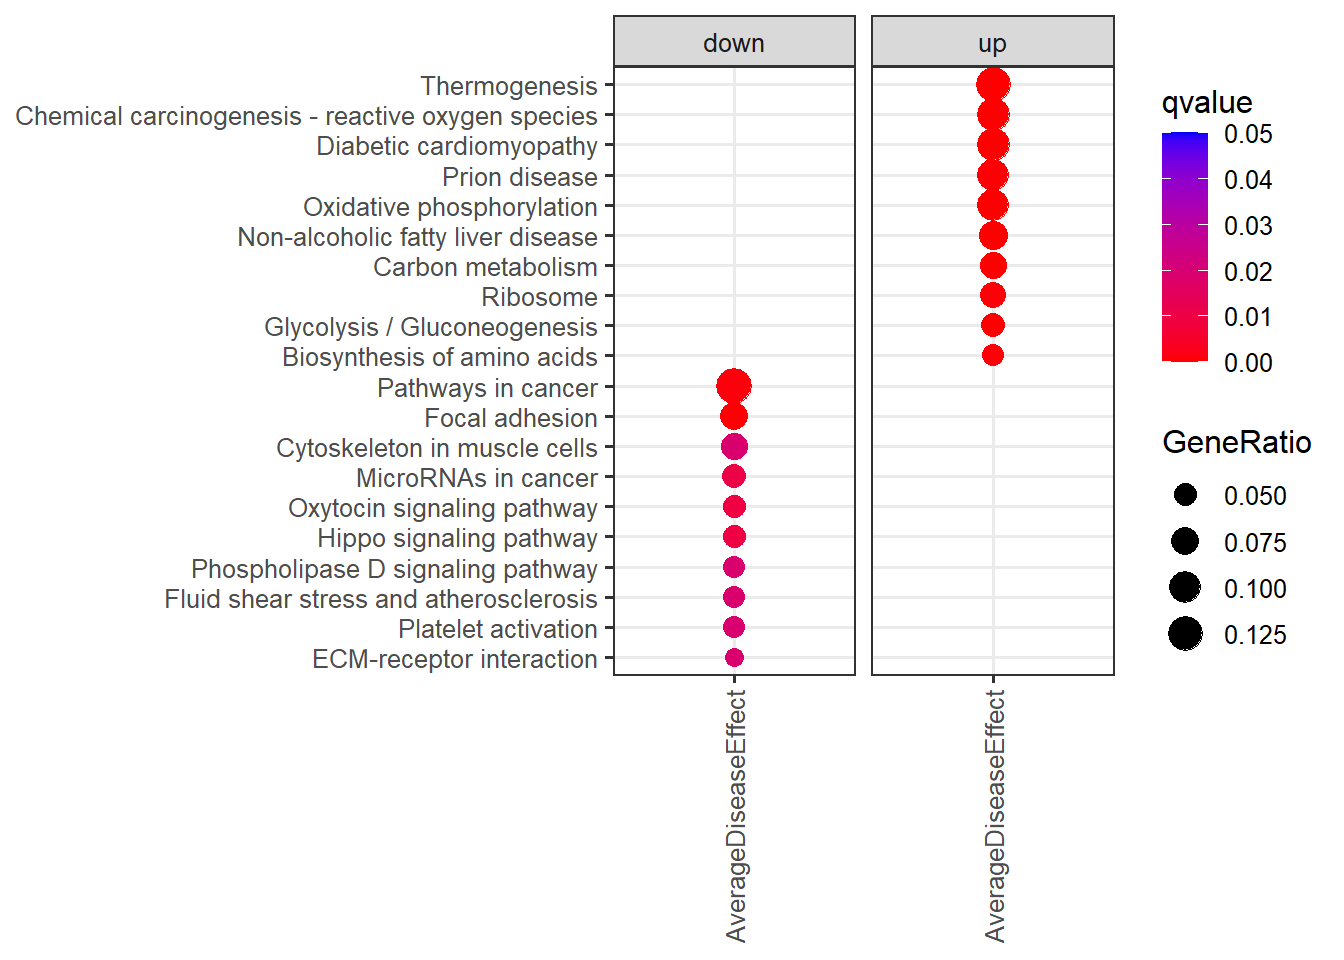 down
up
Thermogenesis
Chemical carcinogenesis - reactive oxygen species
Diabetic cardiomyopathy
Prion disease
Oxidative phosphorylation
Non-alcoholic fatty liver disease
Carbon metabolism
Ribosome
Glycolysis / Gluconeogenesis
Biosynthesis of amino acids
Pathways in cancer
Focal adhesion
Cytoskeleton in muscle cells
MicroRNAs in cancer
Oxytocin signaling pathway
Hippo signaling pathway
Phospholipase D signaling pathway
Fluid shear stress and atherosclerosis
Platelet activation
ECM-receptor interaction
AverageDiseaseEffect
AverageDiseaseEffect
qvalue
0.05
0.04
0.03
0.02
0.01
0.00
GeneRatio
0.050
0.075
0.100
0.125